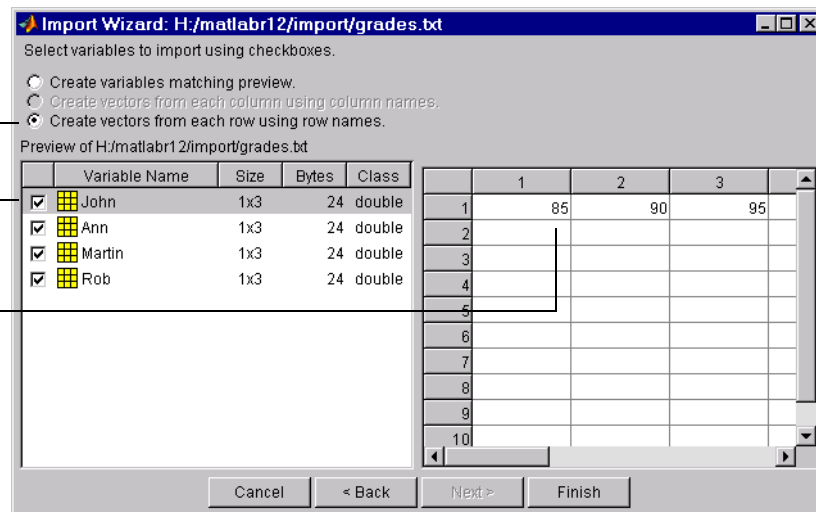 Import Wizard: H:/matlabr12/import/grades.txt
Select variables to import using checkboxes.
Create variables matching preview.
Create vectors from each column using column names.
Create vectors from each row using row names.
Preview of H:/matlabr12/import/grades.txt
Variable Name Size Bytes Class
John 1x3 24 double
Ann 1x3 24 double
Martin 1x3 24 double
Rob 1x3 24 double
1 2 3
1 85 90 95
2
3
4
5
6
7
8
9
10
Cancel < Back Next > Finish